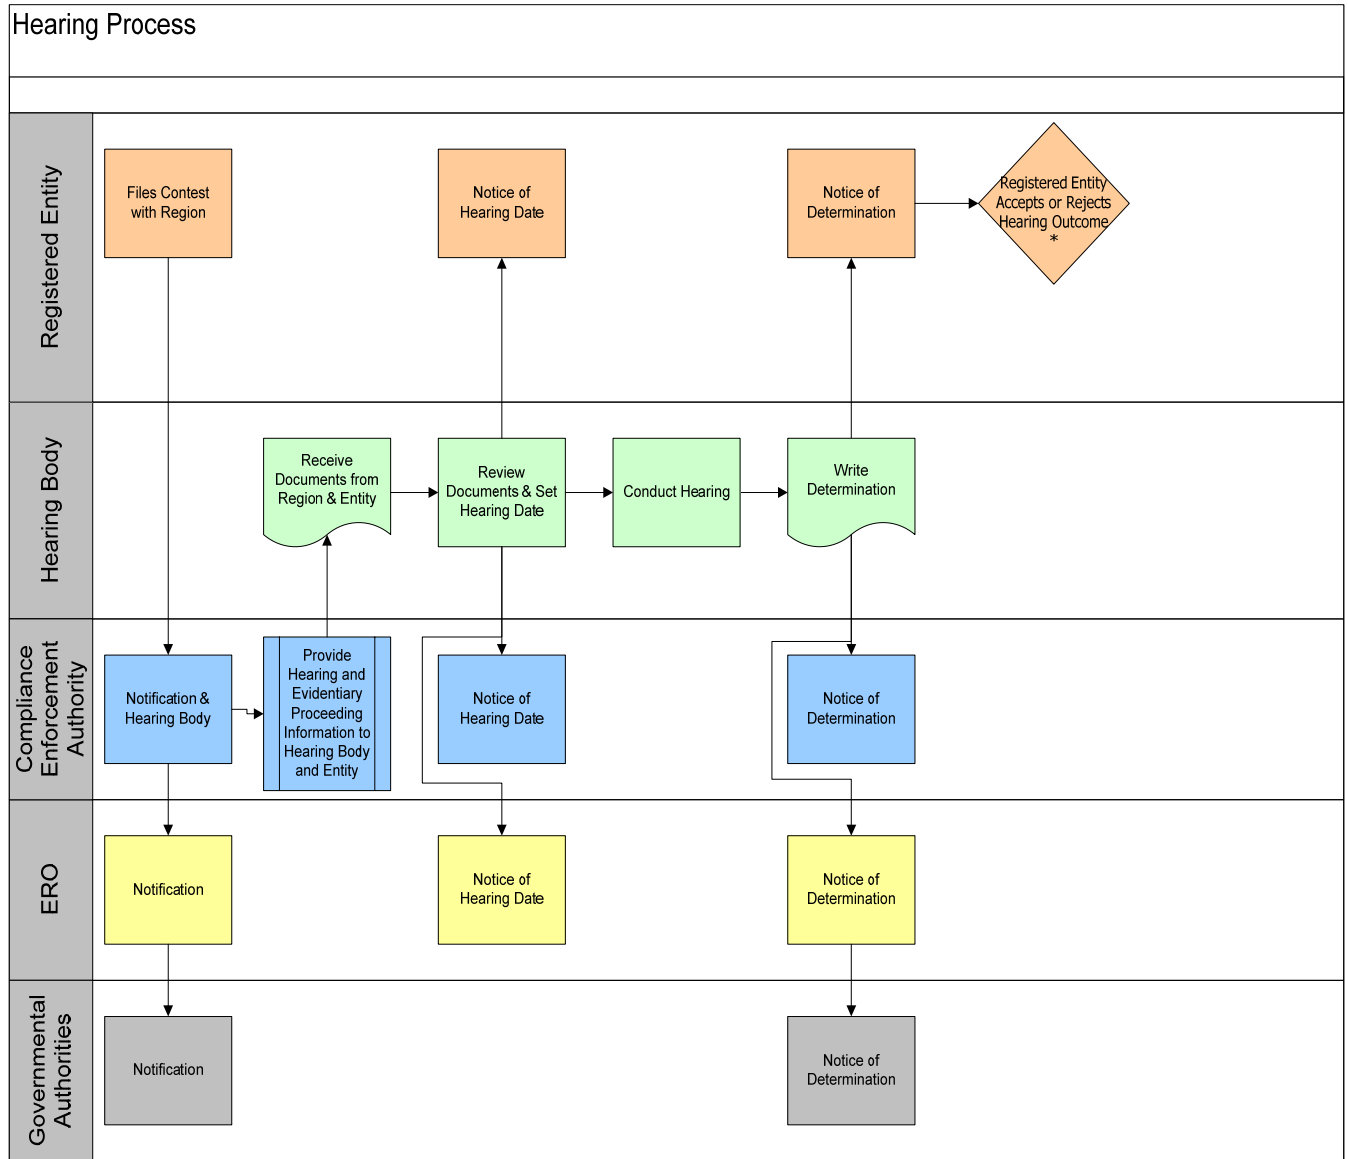 Hearing Process
Registered Entity
Files Contest
with Region
Notice of
Hearing Date
Notice of
Determination
Registered Entity
Accepts or Rejects
Hearing Outcome
*
Hearing Body
Receive
Documents from
Region & Entity
Review
Documents & Set
Hearing Date
Conduct Hearing
Write
Determination
Compliance
Enforcement
Authority
Notification &
Hearing Body
Provide
Hearing and
Evidentiary
Proceeding
Information to
Hearing Body
and Entity
Notice of
Hearing Date
Notice of
Determination
ERO
Notification
Notice of
Hearing Date
Notice of
Determination
Governmental
Authorities
Notification
Notice of
Determination